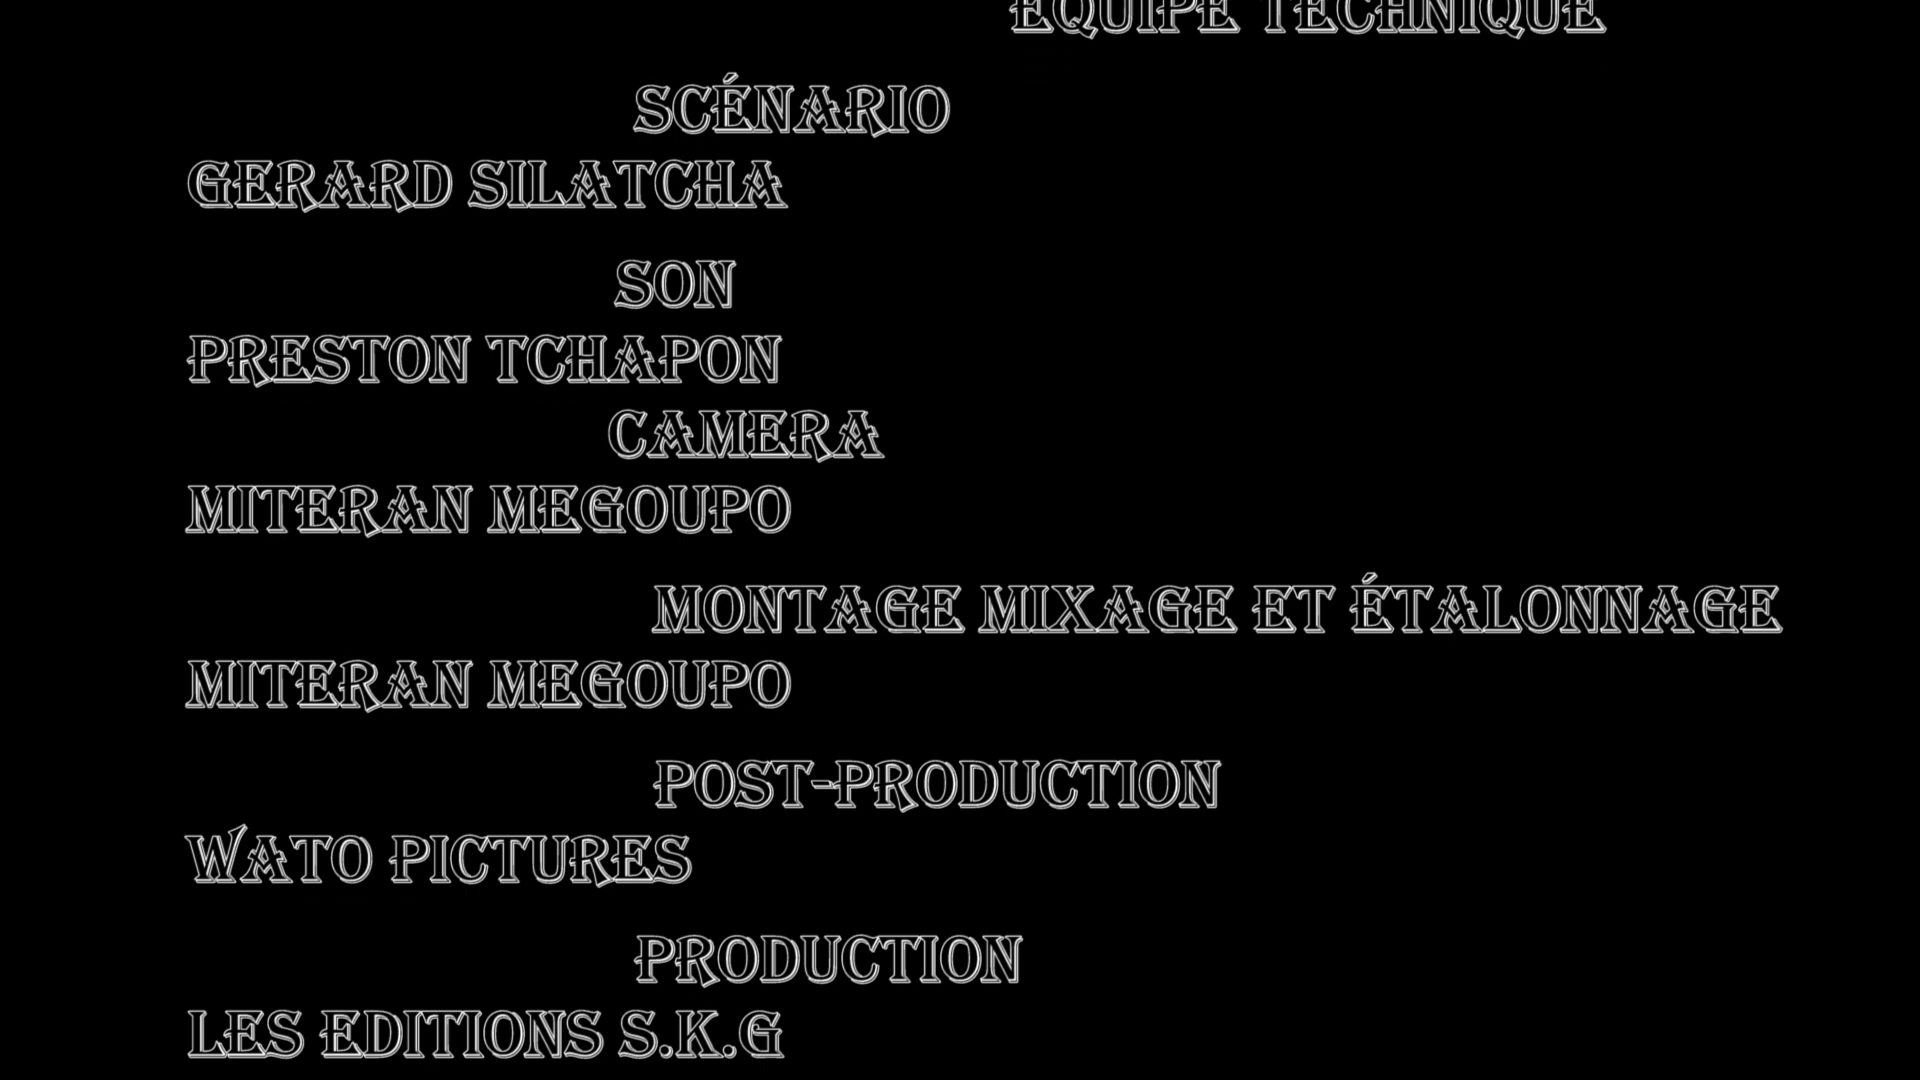 EQUIPE TECHNIQUE
SCÉNARIO
GERARD SILATCHA
SON
PRESTON TCHAPON
CAMERA
MITERAN MEGOUPO
MONTAGE MIXAGE ET ÉTALONNAGE
MITERAN MEGOUPO
POST-PRODUCTION
WATO PICTURES
PRODUCTION
LES EDITIONS S.K.G